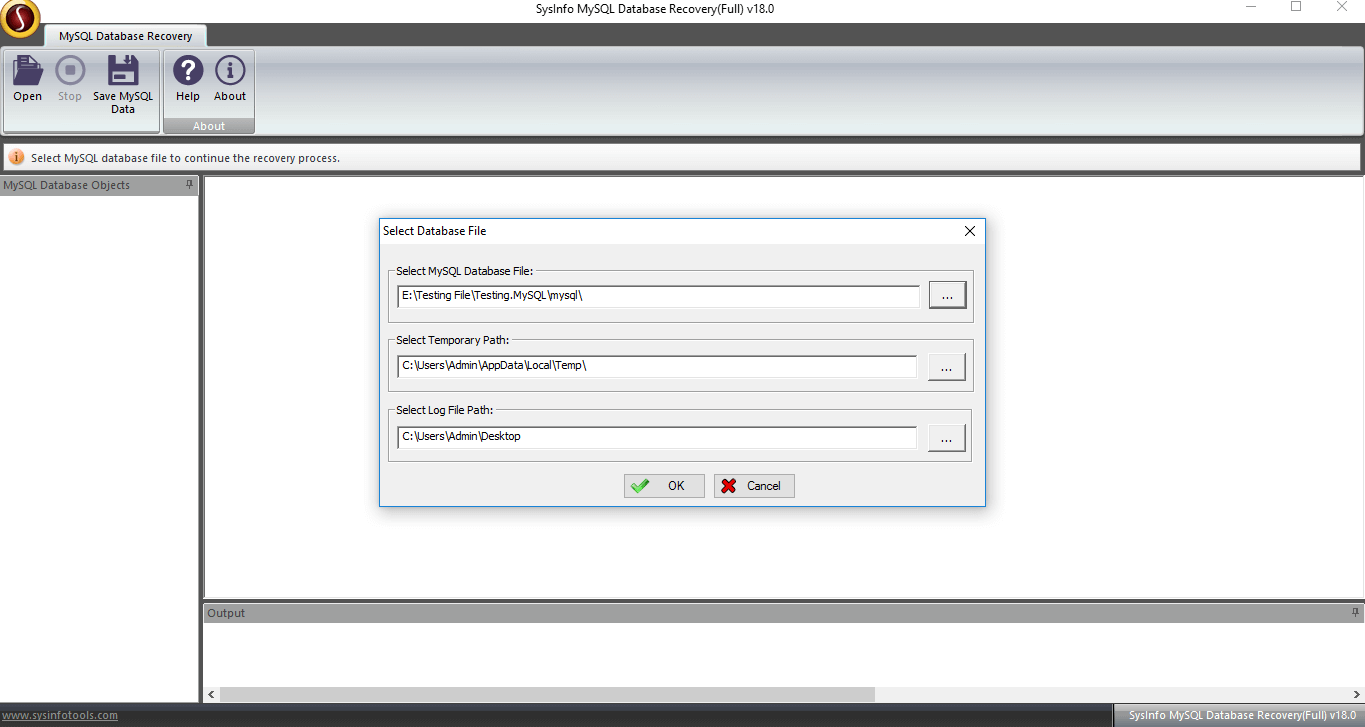 SysInfo MySQL Database Recovery(Full) v18.0
MySQL Database Recovery
Open
Stop
Save MySQL
Data
Help
About
About
Select MySQL database file to continue the recovery process.
MySQL Database Objects
Select Database File
Select MySQL Database File:
E:\Testing File\Testing.MySQL\mysql\
...
Select Temporary Path:
C:\Users\Admin\AppData\Local\Temp\
...
Select Log File Path:
C:\Users\Admin\Desktop
...
OK
Cancel
Output
www.sysinfotools.com
SysInfo MySQL Database Recovery(Full) v18.0